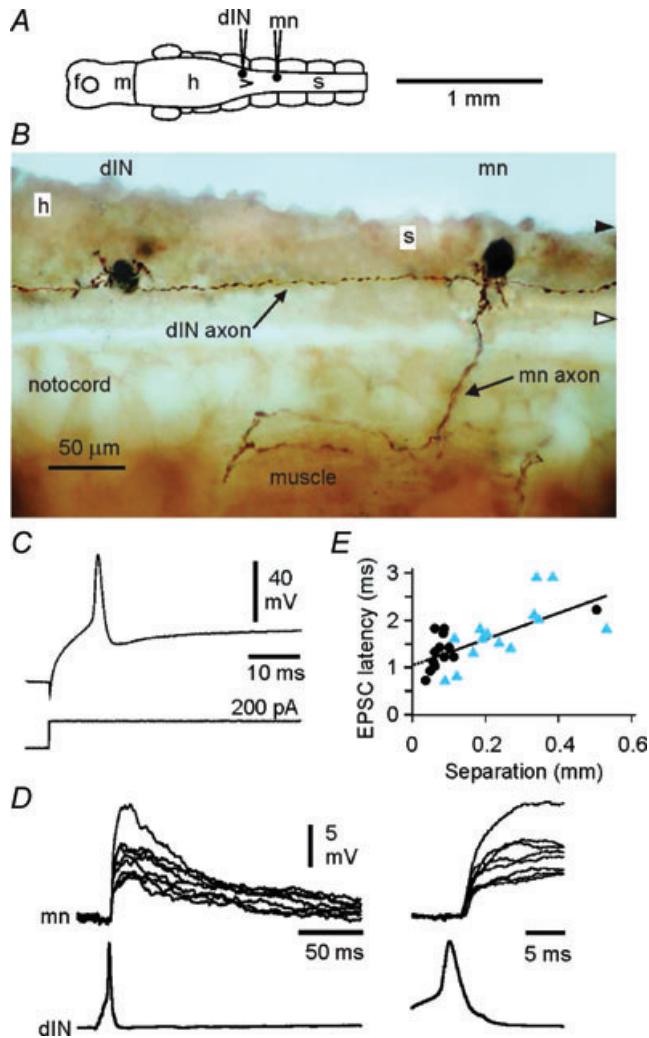 A
dIN
mn
f
m
h
v
s
1 mm
B
dIN
mn
h
s
dIN axon
notocord
mn axon
50 μm
muscle
C
40
mV
10 ms
200 pA
E
EPSC latency (ms)
3
2
1
0
0
0.2
0.4
0.6
Separation (mm)
D
5
mV
mn
50 ms
5 ms
dIN